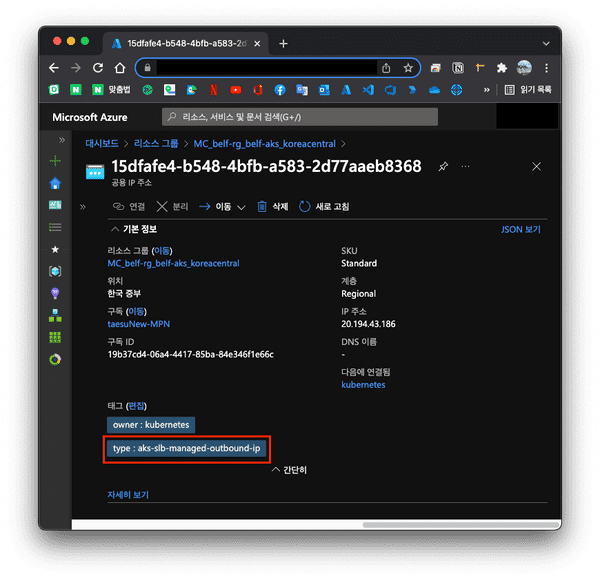 15dfafe4-b548-4bfb-a583-2d7
맞춤법
읽기 목록
Microsoft Azure
리소스, 서비스 및 문서 검색(G+/)
대시보드 > 리소스 그룹 > MC_belf-rg_belf-aks_koreacentral >
15dfafe4-b548-4bfb-a583-2d77aaeb8368
공용 IP 주소
연결 분리 이동 삭제 새로 고침
기본 정보 JSON 보기
리소스 그룹 (이동)
MC_belf-rg_belf-aks_koreacentral
위치
한국 중부
구독 (이동)
taesuNew-MPN
구독 ID
19b37cd4-06a4-4417-85ba-84e346f1e66c
SKU
Standard
계층
Regional
IP 주소
20.194.43.186
DNS 이름
-
다음에 연결됨
kubernetes
태그 (편집)
owner : kubernetes
type : aks-slb-managed-outbound-ip
간단히
자세히 보기